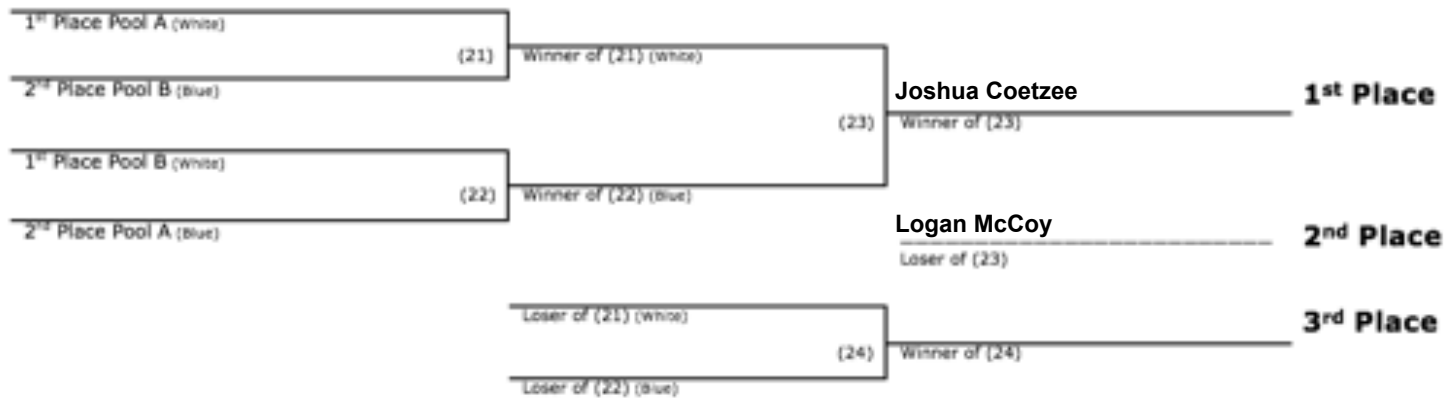 1st Place Pool A (White)
(21)
2nd Place Pool B (Blue)
Winner of (21) (White)
1st Place Pool B (White)
(22)
2nd Place Pool A (Blue)
Winner of (22) (Blue)
(23)
Joshua Coetzee
Winner of (23)
1st Place
Logan McCoy
Loser of (23)
2nd Place
Loser of (21) (White)
(24)
Loser of (22) (Blue)
Winner of (24)
3rd Place